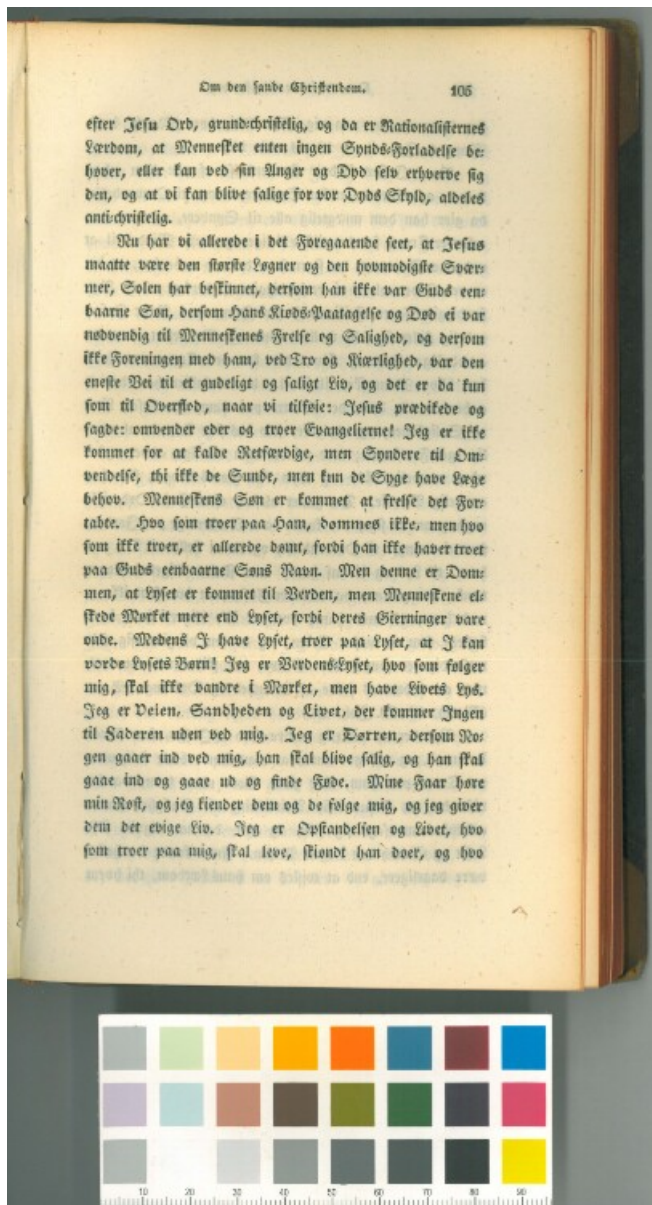 Om den sande Christendom. 105
efter Jesu Ord, grund-christelig, og da er Rationalisternes
Lærdom, at Mennesket enten ingen Synds-Forladelse be-
høver, eller kan ved sin Anger og Dyd selv erhverve sig
den, og at vi kan blive salige for vor Dyds Skyld, aldeles
anti-christelig.
Nu har vi allerede i det Foregaaende seet, at Jesus
maatte være den største Løgner og den hovmodigste Svær-
mer, Solen har beskinnet, dersom han ikke var Guds een-
baarne Søn, dersom Hans Kiøds-Paatagelse og Død ei var
nødvendig til Menneskenes Frelse og Salighed, og dersom
ikke Foreningen med ham, ved Tro og Kiærlighed, var den
eneste Vei til et gudeligt og saligt Liv, og det er da kun
som til Overflød, naar vi tilføie: Jesus prædikede og
sagde: omvender eder og troer Evangelierne! Jeg er ikke
kommet for at kalde Retfærdige, men Syndere til Om-
vendelse, thi ikke de Sunde, men kun de Syge have Læge
behov. Menneskens Søn er kommet at frelse det For-
tabte. Hvo som troer paa Ham, dømmes ikke, men hvo
som ikke troer, er allerede dømt, fordi han ikke haver troet
paa Guds eenbaarne Søns Navn. Men denne er Dom-
men, at Lyset er kommet til Verden, men Menneskene el-
skede Mørket mere end Lyset, fordi deres Gierninger vare
onde. Medens I have Lyset, troer paa Lyset, at I kan
vorde Lysets Børn! Jeg er Verdens-Lyset, hvo som følger
mig, skal ikke vandre i Mørket, men have Livets Lys.
Jeg er Veien, Sandheden og Livet, der kommer Ingen
til Faderen uden ved mig. Jeg er Dørren, dersom No-
gen gaaer ind ved mig, han skal blive salig, og han skal
gaae ind og gaae ud og finde Føde. Mine Faar høre
min Røst, og jeg kiender dem og de følge mig, og jeg giver
dem det evige Liv. Jeg er Opstandelsen og Livet, hvo
som troer paa mig, skal leve, skiøndt han døer, og hvo
10 20 30 40 50 60 70 80 90